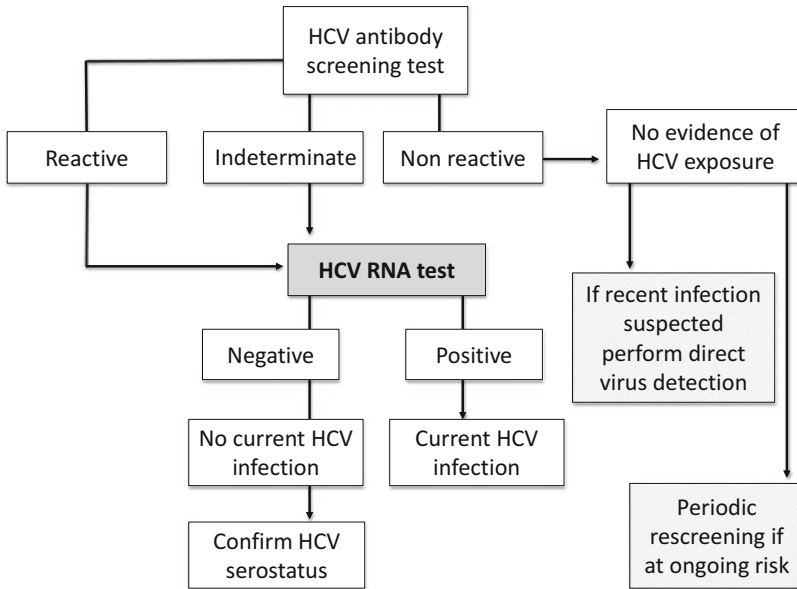 HCV antibody
screening test
Reactive
Indeterminate
Non reactive
No evidence of
HCV exposure
HCV RNA test
If recent infection
suspected
perform direct
virus detection
Negative
Positive
No current HCV
infection
Current HCV
infection
Periodic
rescreening if
at ongoing risk
Confirm HCV
serostatus